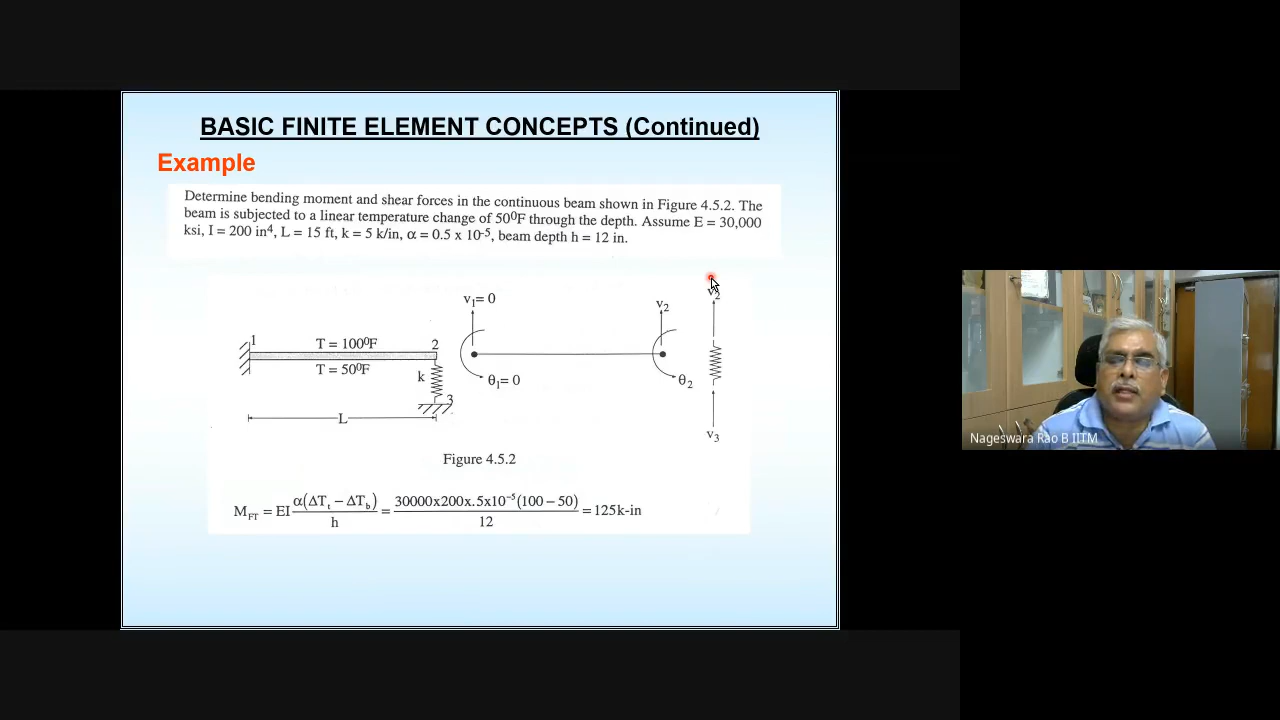 BASIC FINITE ELEMENT CONCEPTS (Continued)
Example
Determine bending moment and shear forces in the continuous beam shown in Figure 4.5.2. The
beam is subjected to a linear temperature change of 50⁰F through the depth. Assume E = 30,000
ksi, I = 200 in⁴, L = 15 ft, k = 5 k/in, α = 0.5 x 10⁻⁵, beam depth h = 12 in.
v₁= 0
v₂
v₂
1
T = 100⁰F
2
T = 50⁰F
k
θ₁= 0
θ₂
3
L
v₃
Figure 4.5.2
M_FT = EI α(ΔT_t − ΔT_b) / h = 30000x200x.5x10⁻⁵(100 − 50) / 12 = 125k-in
Nageswara Rao B IITM